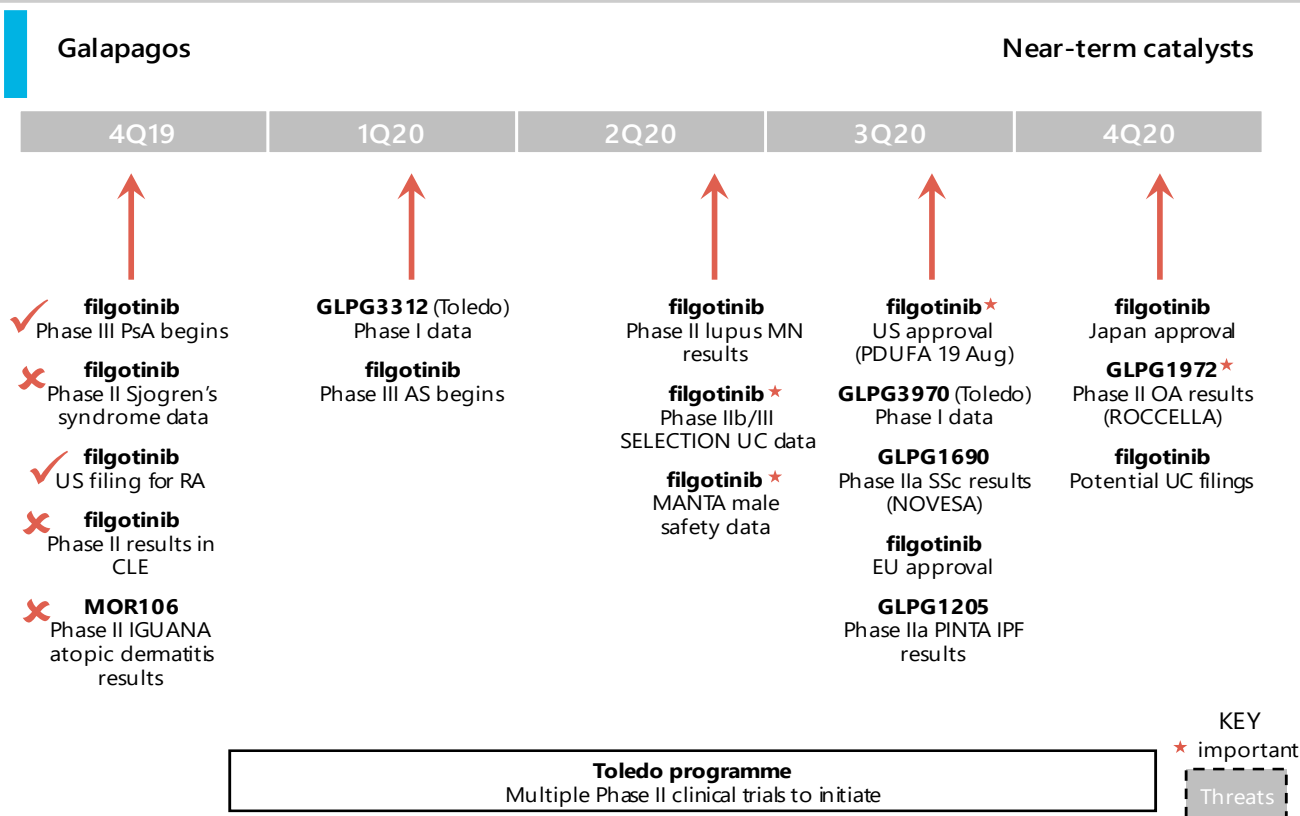 Galapagos
Near-term catalysts
4Q19
1Q20
2Q20
3Q20
4Q20
filgotinib
Phase III PsA begins
filgotinib
Phase II Sjogren's
syndrome data
filgotinib
US filing for RA
filgotinib
Phase II results in
CLE
MOR106
Phase II IGUANA
atopic dermatitis
results
GLPG3312 (Toledo)
Phase I data
filgotinib
Phase III AS begins
filgotinib
Phase II lupus MN
results
filgotinib ★
Phase IIb/III
SELECTION UC data
filgotinib ★
MANTA male
safety data
filgotinib ★
US approval
(PDUFA 19 Aug)
GLPG3970 (Toledo)
Phase I data
GLPG1690
Phase IIa SSc results
(NOVESA)
filgotinib
EU approval
GLPG1205
Phase IIa PINTA IPF
results
filgotinib
Japan approval
GLPG1972 ★
Phase II OA results
(ROCCELLA)
filgotinib
Potential UC filings
Toledo programme
Multiple Phase II clinical trials to initiate
KEY
★ important
Threats